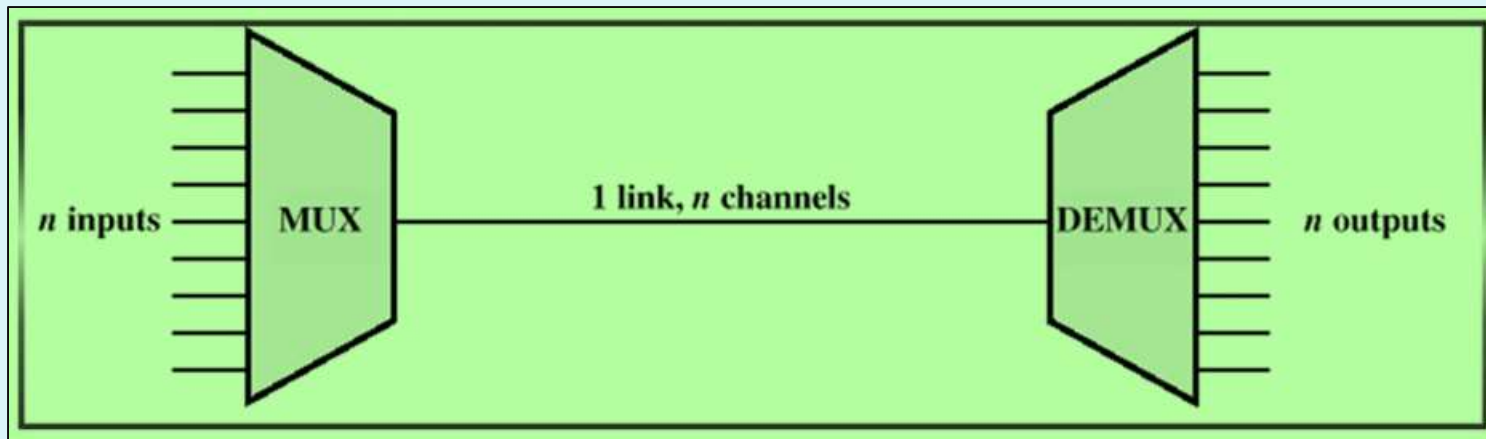 n inputs
MUX
1 link, n channels
DEMUX
n outputs